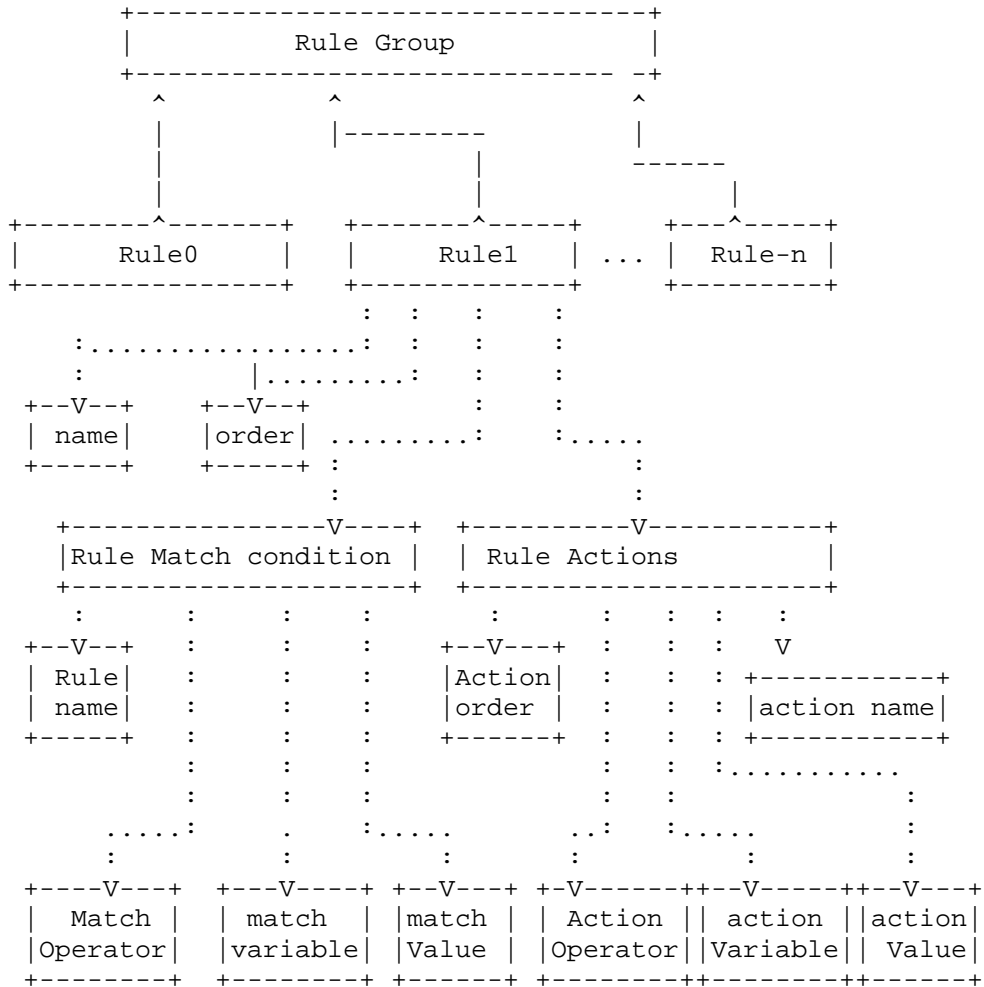 Rule Group
Rule0 Rule1 ... Rule-n
name order
Rule Match condition Rule Actions
Rule Action
name order action name
Match match match Action action action
Operator variable Value Operator Variable Value